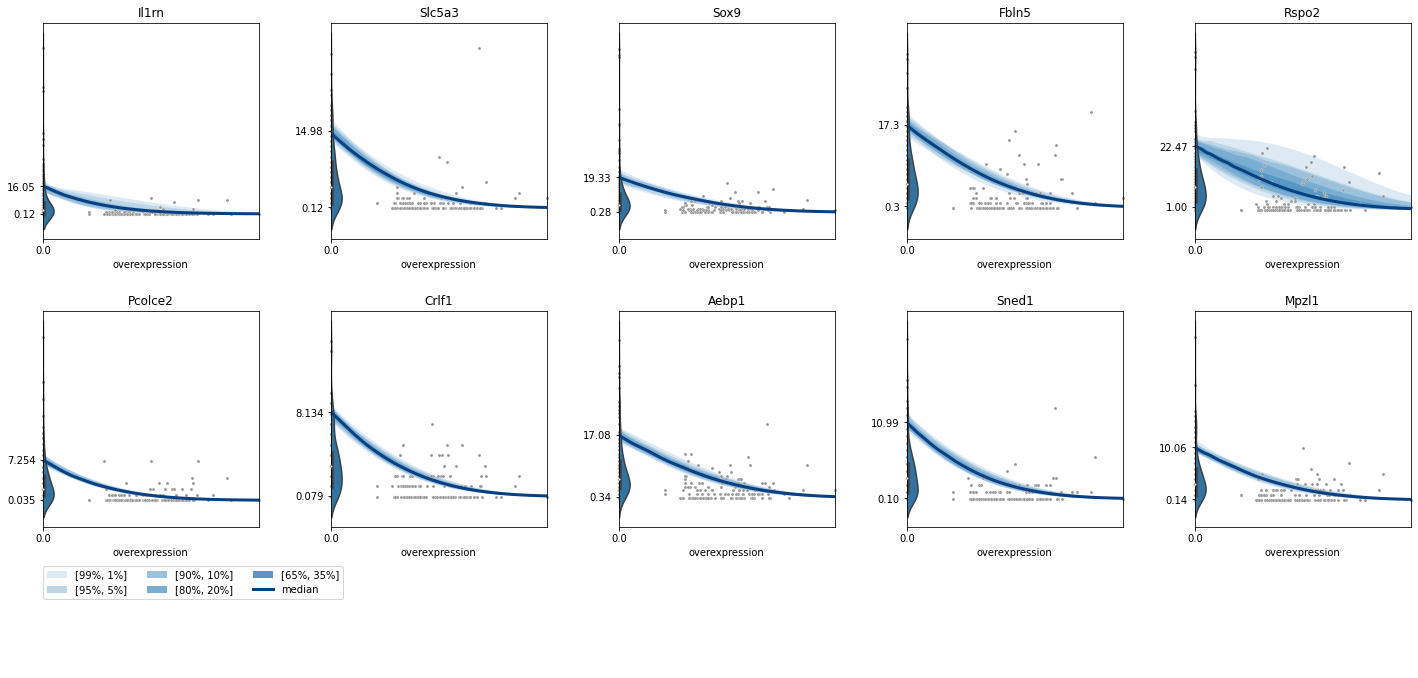 Il1rn
16.05
0.12
0.0
overexpression
Slc5a3
14.98
0.12
0.0
overexpression
Sox9
19.33
0.28
0.0
overexpression
Fbln5
17.3
0.3
0.0
overexpression
Rspo2
22.47
1.00
0.0
overexpression
Pcolce2
7.254
0.035
0.0
overexpression
Crlf1
8.134
0.079
0.0
overexpression
Aebp1
17.08
0.34
0.0
overexpression
Sned1
10.99
0.10
0.0
overexpression
Mpzl1
10.06
0.14
0.0
overexpression
[99%, 1%]
[95%, 5%]
[90%, 10%]
[80%, 20%]
[65%, 35%]
median